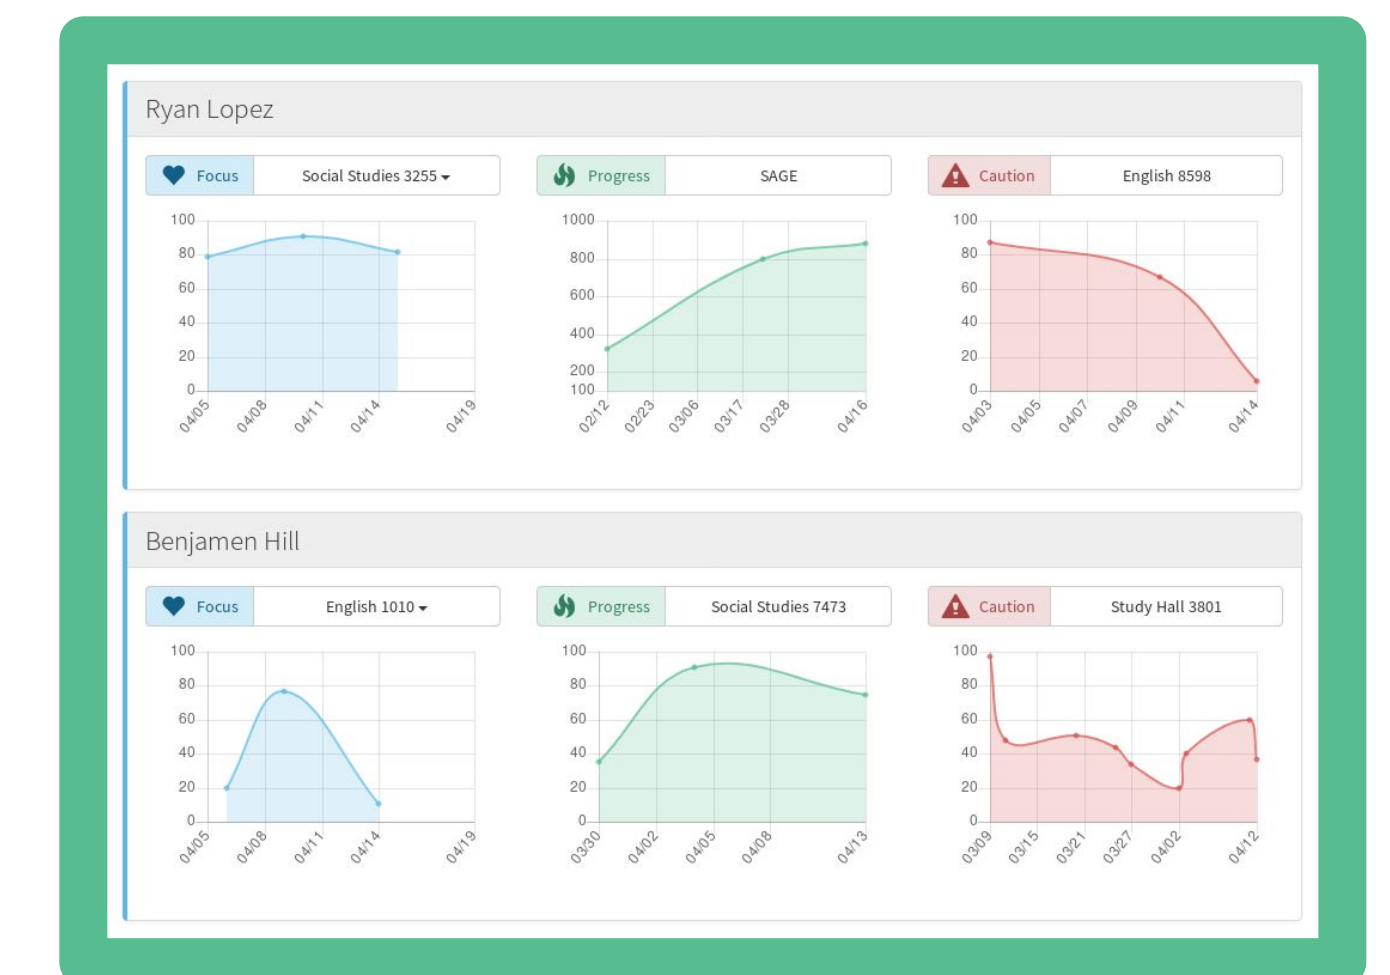 Ryan Lopez
Focus Social Studies 3255
Progress SAGE
Caution English 8598
100
80
60
40
20
0
04/05 04/08 04/11 04/14 04/19
1000
800
600
400
200
100
02/12 02/23 03/06 03/17 03/28 04/16
100
80
60
40
20
0
04/03 04/05 04/07 04/09 04/11 04/14
Benjamen Hill
Focus English 1010
Progress Social Studies 7473
Caution Study Hall 3801
100
80
60
40
20
0
04/05 04/08 04/11 04/14 04/19
100
80
60
40
20
0
03/30 04/02 04/05 04/08 04/13
100
80
60
40
20
0
03/09 03/15 03/21 03/27 04/02 04/12